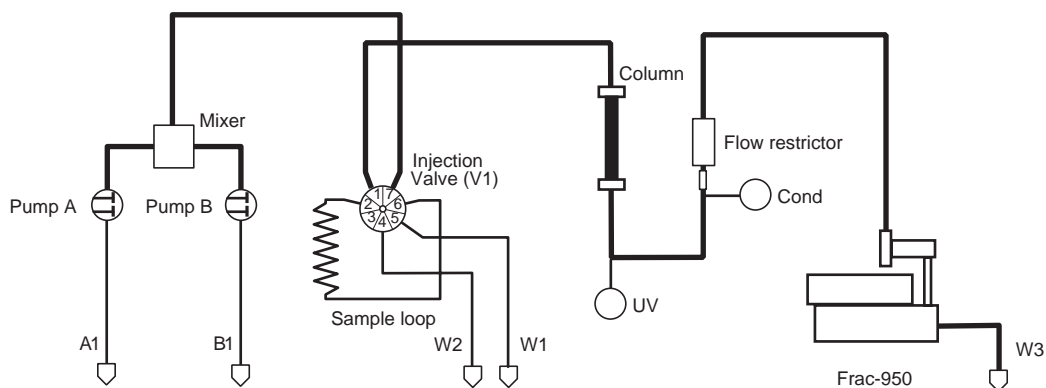 Column
Mixer
Flow restrictor
Injection
Valve (V1)
1 7
2 6
3 5
4
Pump A
Pump B
Cond
UV
Sample loop
A1
B1
W2
W1
W3
Frac-950